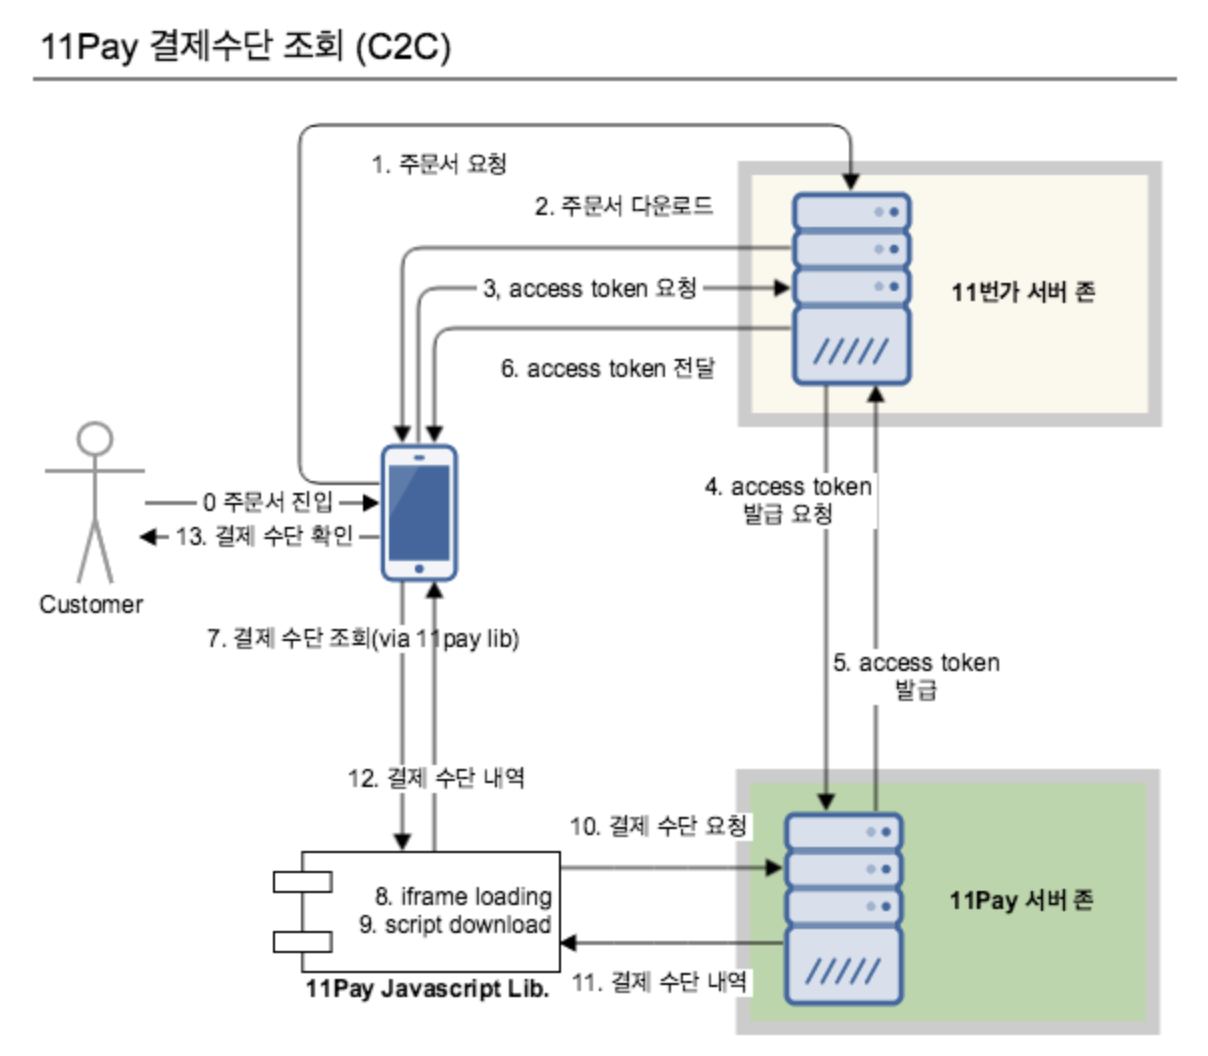 11Pay 결제수단 조회 (C2C)
1. 주문서 요청
2. 주문서 다운로드
3, access token 요청
11번가 서버 존
6. access token 전달
4. access token
발급 요청
0 주문서 진입
13. 결제 수단 확인
Customer
7. 결제 수단 조회(via 11pay lib)
5. access token
발급
12. 결제 수단 내역
10. 결제 수단 요청
8. iframe loading
9. script download
11Pay 서버 존
11. 결제 수단 내역
11Pay Javascript Lib.